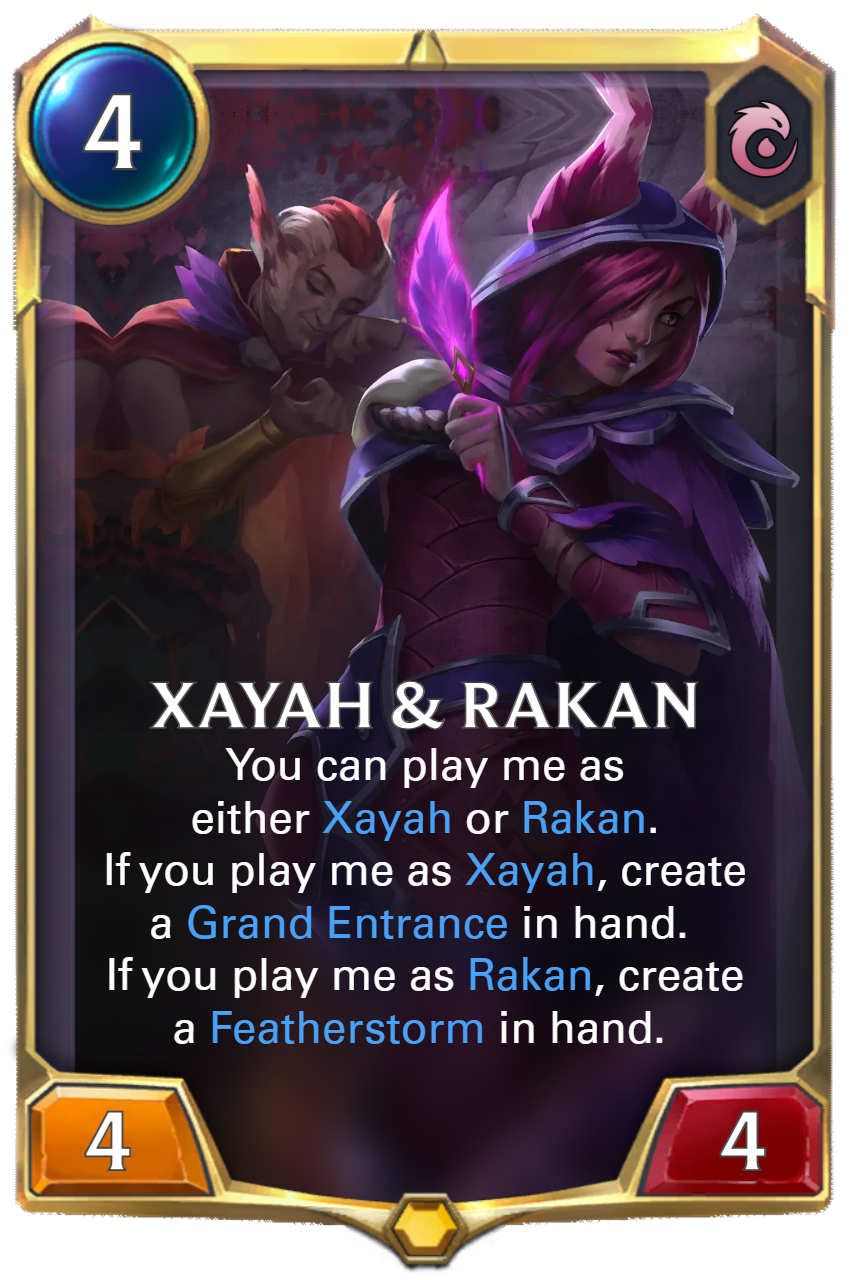 4
XAYAH & RAKAN
You can play me as
either Xayah or Rakan.
If you play me as Xayah, create
a Grand Entrance in hand.
If you play me as Rakan, create
a Featherstorm in hand.
4
4